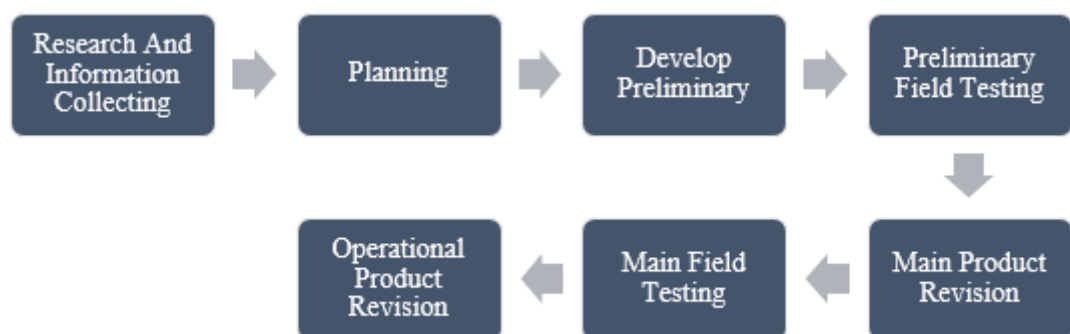 Research And
Information
Collecting
Planning
Develop
Preliminary
Preliminary
Field Testing
Main Product
Revision
Main Field
Testing
Operational
Product
Revision